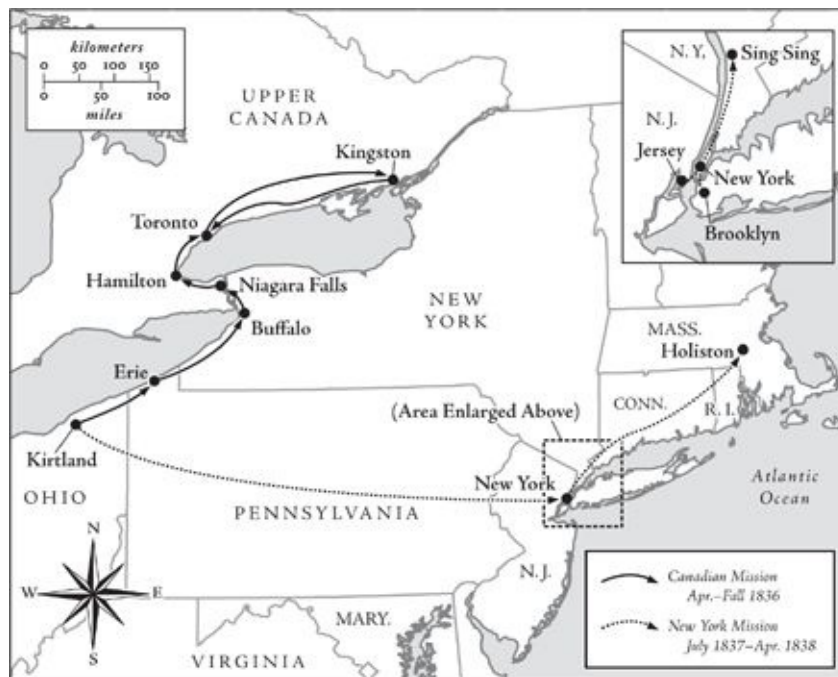 kilometers
0 50 100 150
0 50 100
miles
UPPER
CANADA
Kingston
Toronto
Hamilton
Niagara Falls
Buffalo
Erie
Kirtland
OHIO
NEW
YORK
(Area Enlarged Above)
New York
PENNSYLVANIA
N.J.
MARY.
VIRGINIA
MASS.
Holiston
CONN.
R.I.
Atlantic
Ocean
N
W E
S
N.Y,
Sing Sing
N.J.
Jersey
New York
Brooklyn
Canadian Mission
Apr.–Fall 1836
New York Mission
July 1837–Apr. 1838